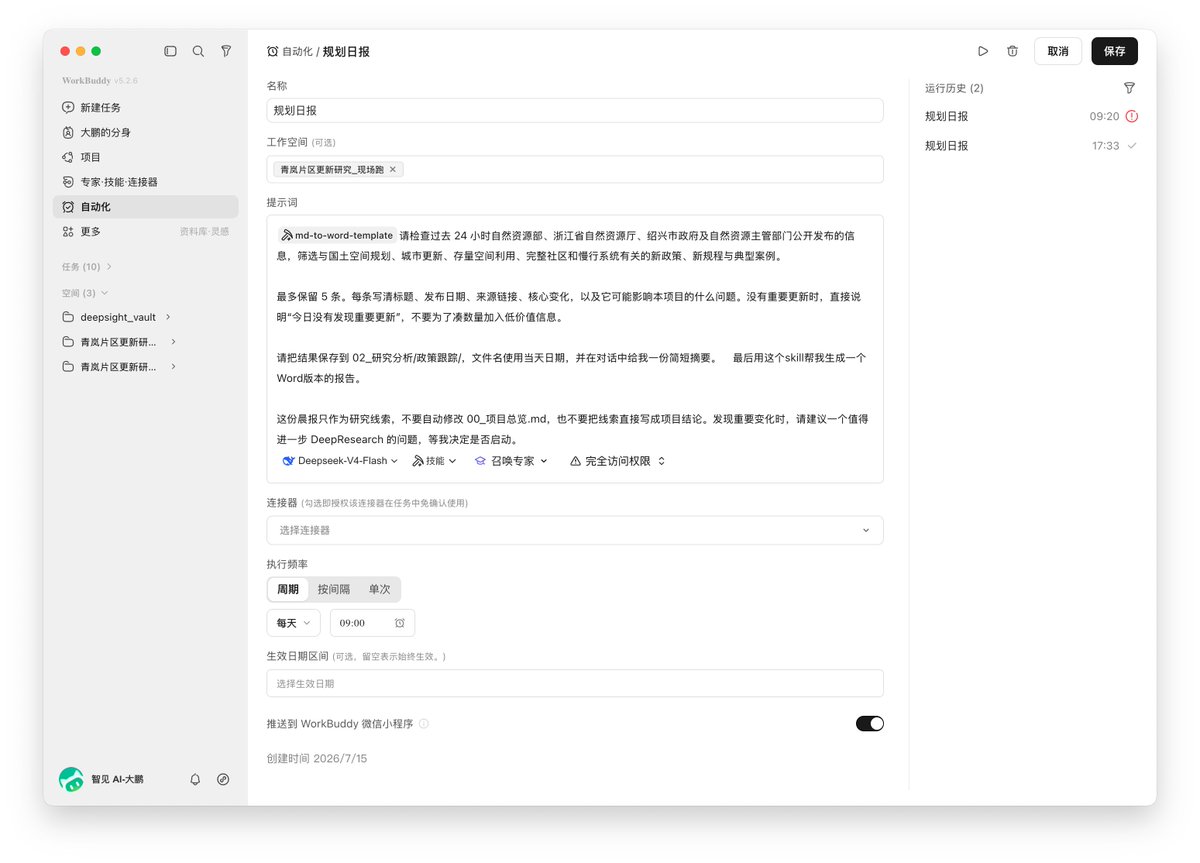 WorkBuddy v5.2.6
新建任务
大鹏的分身
项目
专家·技能·连接器
自动化
更多 资料库·灵感
任务 (10)
空间 (3)
deepsight_vault
青岚片区更新研...
青岚片区更新研...
智见 AI-大鹏
自动化 / 规划日报
取消
保存
名称
规划日报
工作空间 (可选)
青岚片区更新研究_现场跑 ×
提示词
md-to-word-template 请检查过去 24 小时自然资源部、浙江省自然资源厅、绍兴市政府及自然资源主管部门公开发布的信
息，筛选与国土空间规划、城市更新、存量空间利用、完整社区和慢行系统有关的新政策、新规程与典型案例。
最多保留 5 条。每条写清标题、发布日期、来源链接、核心变化，以及它可能影响本项目的什么问题。没有重要更新时，直接说
明“今日没有发现重要更新”，不要为了凑数量加入低价值信息。
请把结果保存到 02_研究分析/政策跟踪/，文件名使用当天日期，并在对话中给我一份简短摘要。 最后用这个skill帮我生成一个
Word版本的报告。
这份晨报只作为研究线索，不要自动修改 00_项目总览.md，也不要把线索直接写成项目结论。发现重要变化时，请建议一个值得
进一步 DeepResearch 的问题，等我决定是否启动。
Deepseek-V4-Flash 技能 召唤专家 完全访问权限
连接器 (勾选即授权该连接器在任务中免确认使用)
选择连接器
执行频率
周期 按间隔 单次
每天 09:00
生效日期区间 (可选，留空表示始终生效。)
选择生效日期
推送到 WorkBuddy 微信小程序
创建时间 2026/7/15
运行历史 (2)
规划日报 09:20
规划日报 17:33